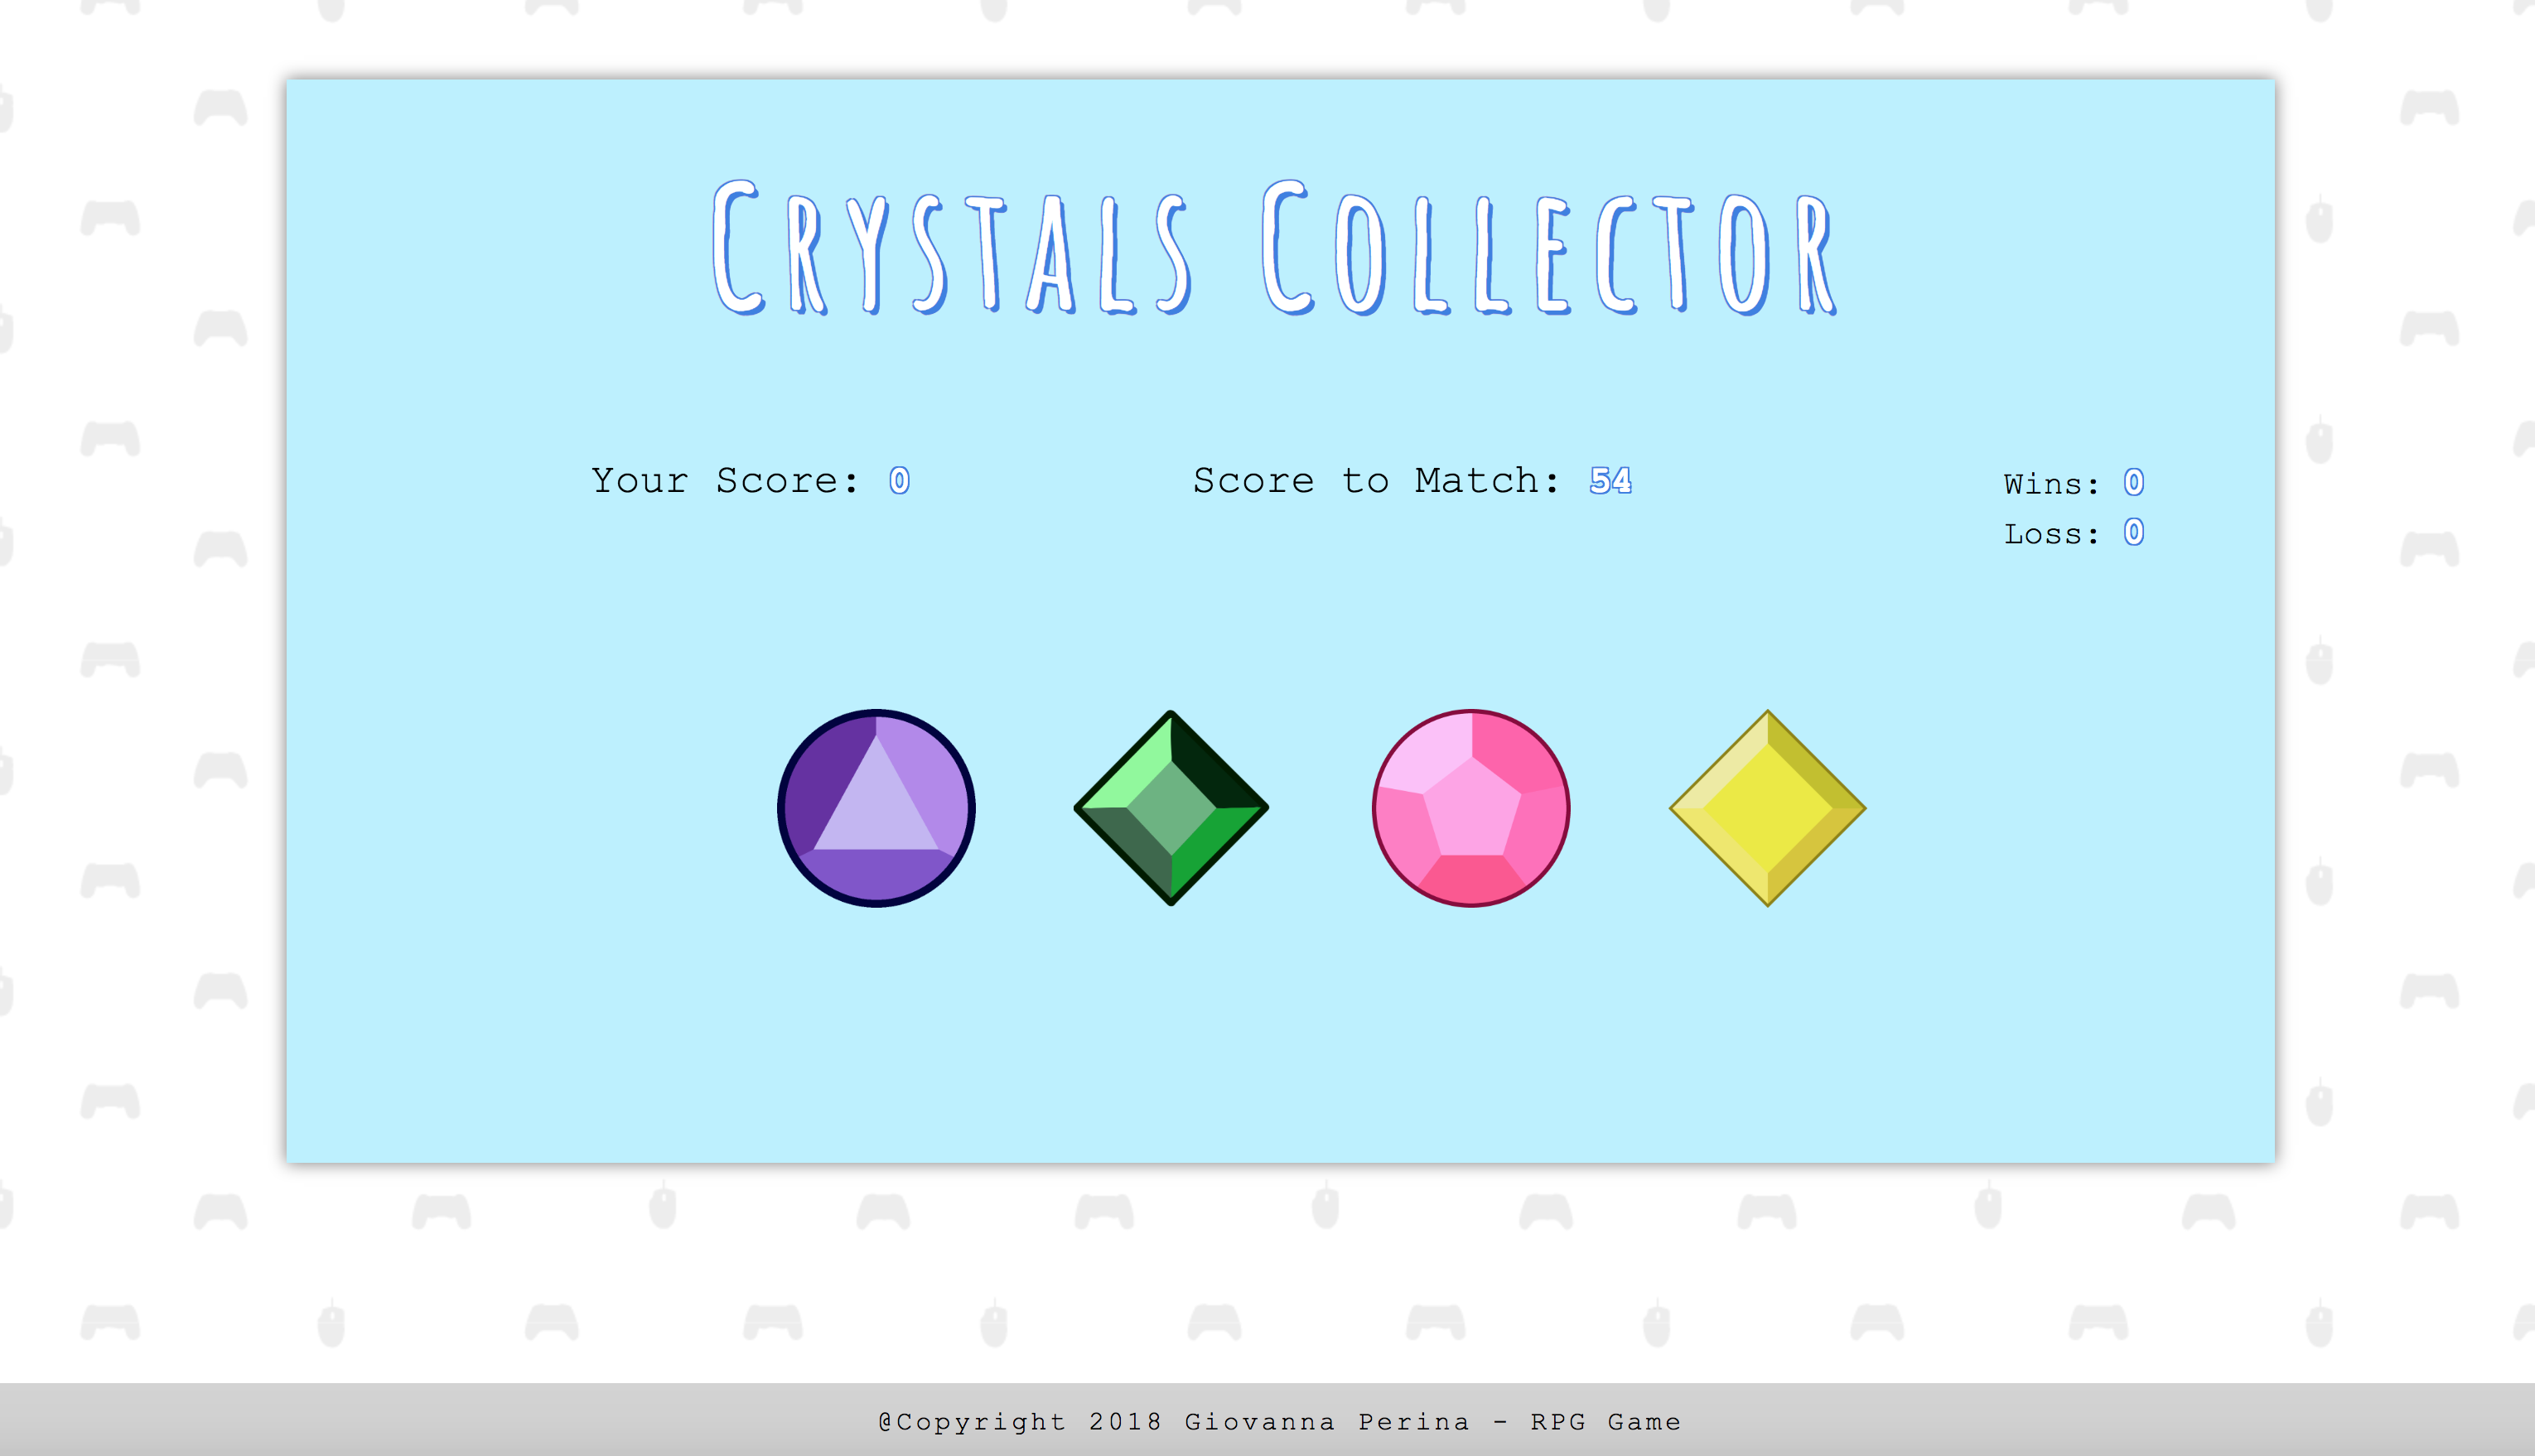 Crystals Collector
Your Score: 0
Score to Match: 54
Wins: 0
Loss: 0
@Copyright 2018 Giovanna Perina - RPG Game